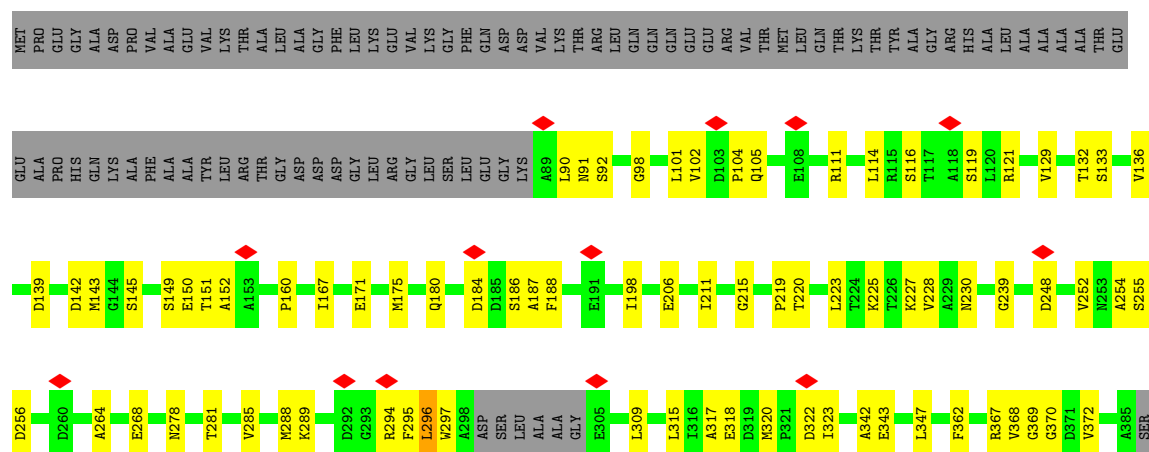 MET PRO GLU GLY ALA ASP PRO VAL ALA GLU VAL LYS THR ALA LEU ALA GLY PHE LEU LYS GLU VAL LYS GLY PHE GLN ASP ASP VAL LYS THR ARG LEU GLN GLN GLN GLU GLU ARG VAL THR MET LEU GLN THR LYS THR TYR ALA GLY ARG HIS ALA LEU ALA ALA ALA ALA THR GLU
GLU ALA PRO HIS GLN LYS ALA PHE ALA ALA TYR LEU ARG THR GLY ASP ASP ASP GLY LEU ARG GLY LEU SER LEU GLU GLY LYS A89 L90 N91 S92 G98 L101 V102 D103 P104 Q105 E108 R111 L114 R115 S116 T117 A118 S119 L120 R121 V129 T132 S133 V136
D139 D142 M143 G144 S145 S149 E150 T151 A152 A153 P160 I167 E171 M175 Q180 D184 D185 S186 A187 F188 E191 I198 E206 I211 G215 P219 T220 L223 T224 K225 T226 K227 V228 A229 N230 G239 D248 V252 N253 A254 S255
D256 D260 A264 E268 N278 T281 V285 M288 K289 D292 G293 R294 F295 L296 W297 A298 ASP SER LEU ALA ALA GLY E305 L309 L315 I316 A317 E318 D319 M320 P321 D322 I323 A342 E343 L347 F362 R367 V368 G369 G370 D371 V372 A385 SER